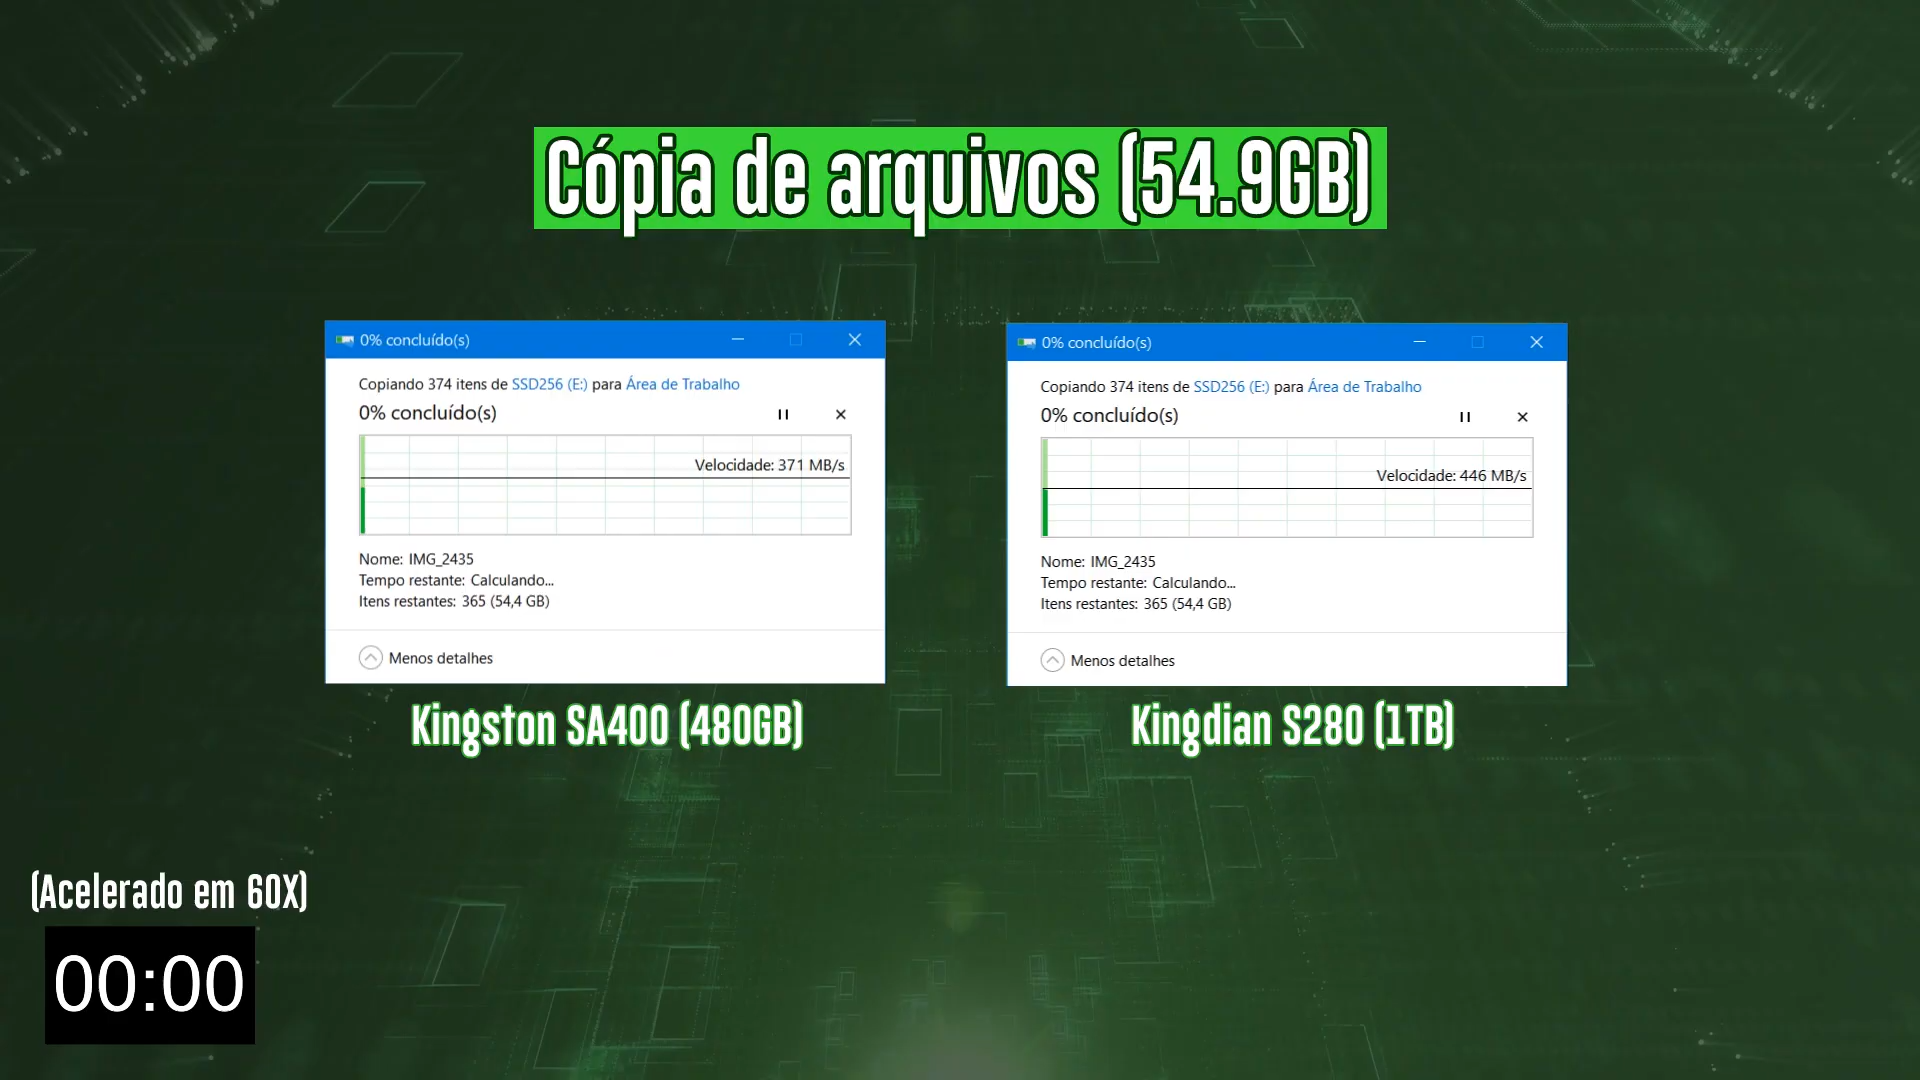 Cópia de arquivos (54.9GB)
0% concluído(s)
Copiando 374 itens de SSD256 (E:) para Área de Trabalho
0% concluído(s)
Velocidade: 371 MB/s
Nome: IMG_2435
Tempo restante: Calculando...
Itens restantes: 365 (54,4 GB)
Menos detalhes
Kingston SA400 (480GB)
0% concluído(s)
Copiando 374 itens de SSD256 (E:) para Área de Trabalho
0% concluído(s)
Velocidade: 446 MB/s
Nome: IMG_2435
Tempo restante: Calculando...
Itens restantes: 365 (54,4 GB)
Menos detalhes
Kingdian S280 (1TB)
(Acelerado em 60X)
00:00